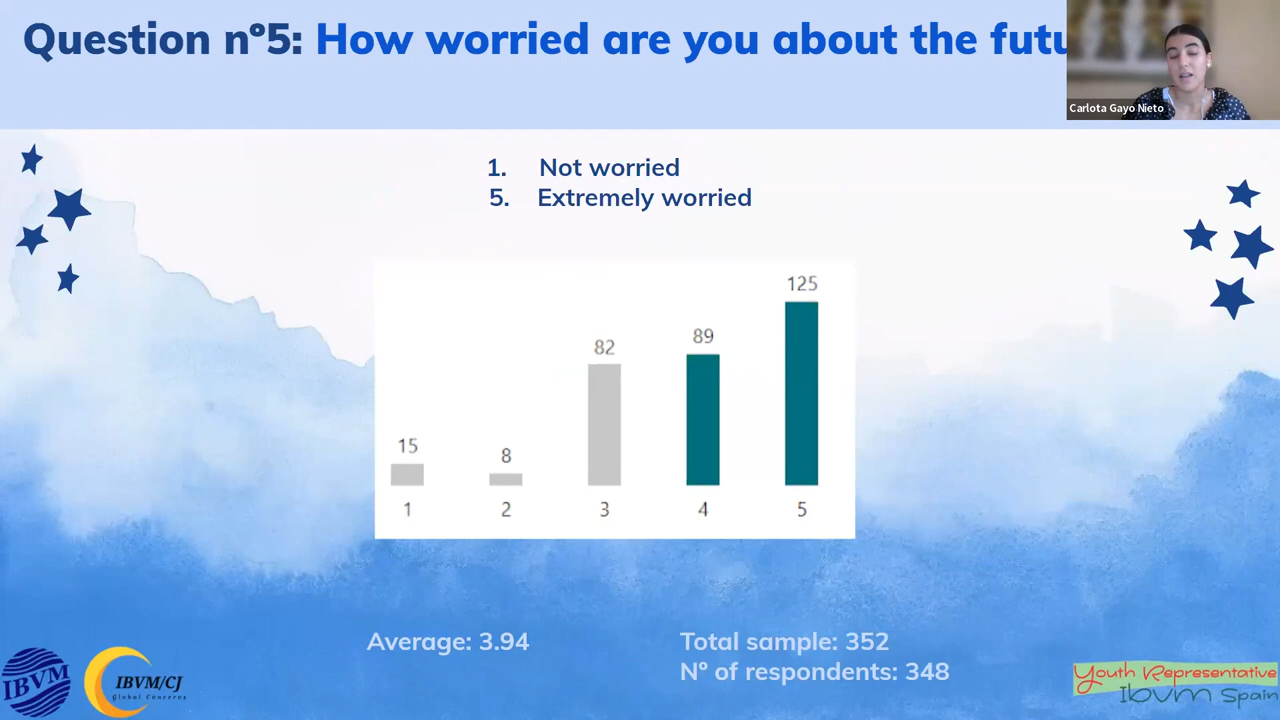 Question nº5: How worried are you about the futu
Carlota Gayo Nieto
1. Not worried
5. Extremely worried
125
89
82
15
8
1 2 3 4 5
Average: 3.94
Total sample: 352
Nº of respondents: 348
IBVM
IBVM/CJ
Global Concerns
Youth Representative
Ibvm Spain